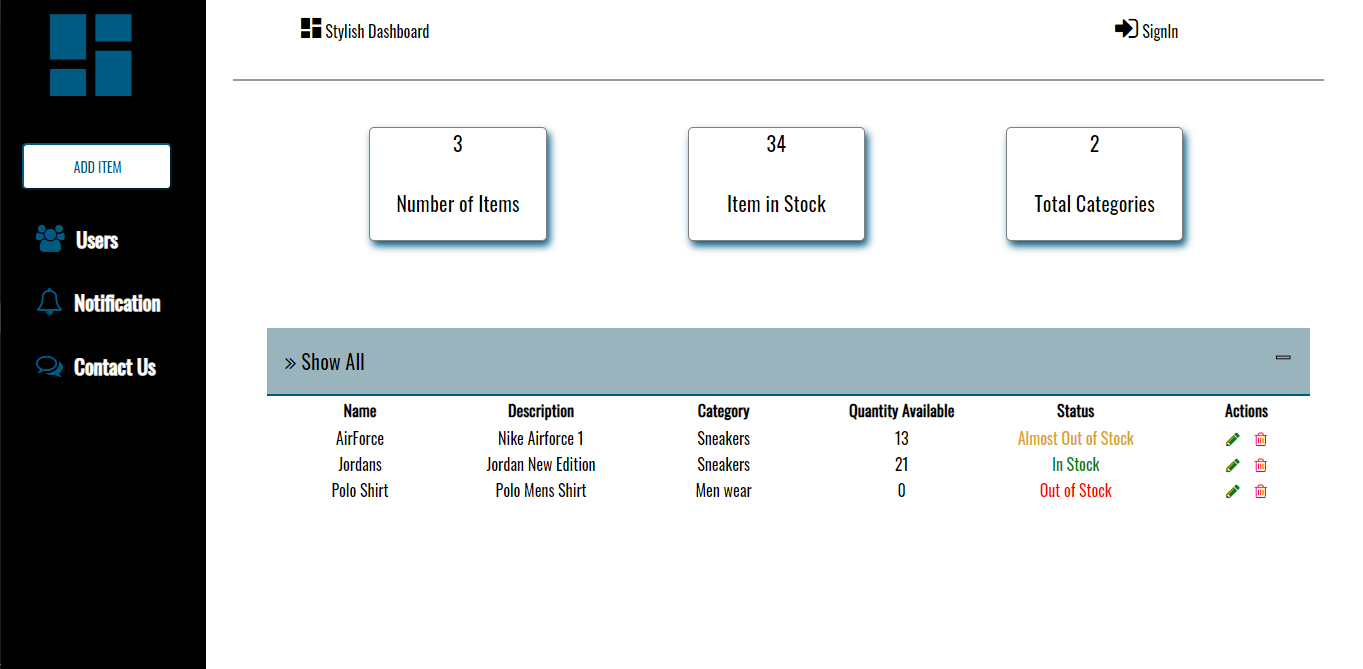 Stylish Dashboard SignIn
ADD ITEM
Users
Notification
Contact Us
3
Number of Items
34
Item in Stock
2
Total Categories
» Show All
Name Description Category Quantity Available Status Actions
AirForce Nike Airforce 1 Sneakers 13 Almost Out of Stock
Jordans Jordan New Edition Sneakers 21 In Stock
Polo Shirt Polo Mens Shirt Men wear 0 Out of Stock